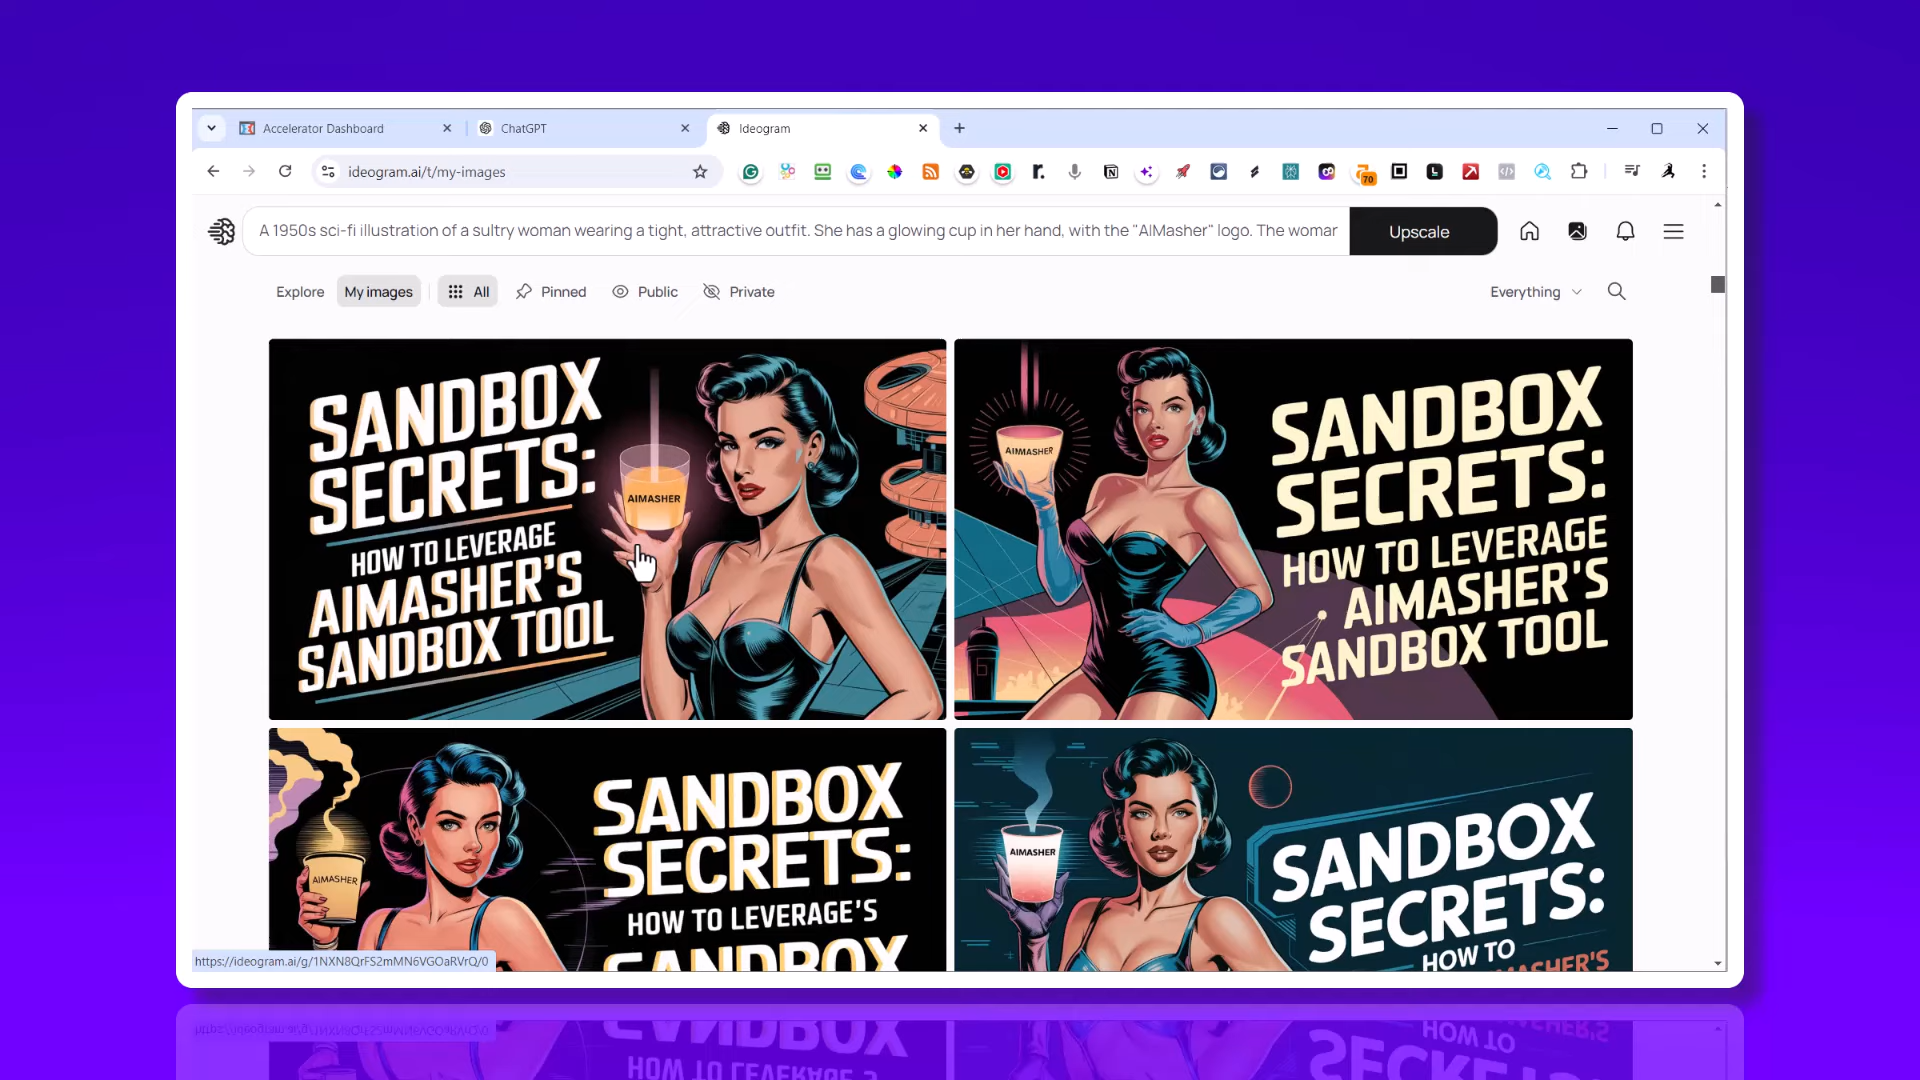 Accelerator Dashboard
ChatGPT
Ideogram
ideogram.ai/t/my-images
70
A 1950s sci-fi illustration of a sultry woman wearing a tight, attractive outfit. She has a glowing cup in her hand, with the "AIMasher" logo. The womar
Upscale
Explore
My images
All
Pinned
Public
Private
Everything
SANDBOX
SECRETS:
HOW TO LEVERAGE
AIMASHER'S
SANDBOX TOOL
AIMASHER
AIMASHER
SANDBOX
SECRETS:
HOW TO LEVERAGE
AIMASHER'S
SANDBOX TOOL
AIMASHER
SANDBOX
SECRETS:
HOW TO LEVERAGE'S
SANDBOX
AIMASHER
SANDBOX
SECRETS:
HOW TO
MASHER'S
https://ideogram.ai/g/1NXN8QrFS2mMN6VGOaRVrQ/0